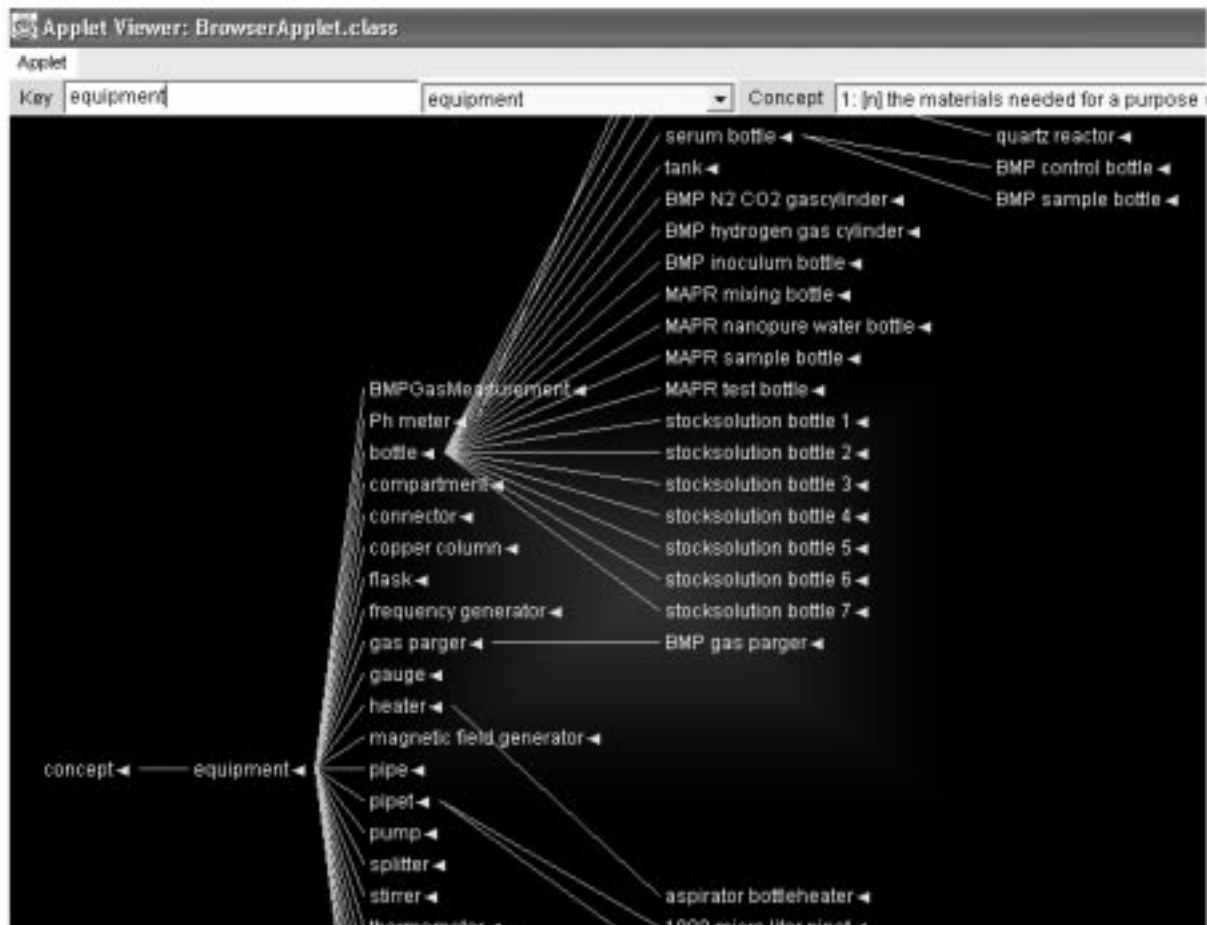 Applet Viewer: BrowserApplet.class
Applet
Key equipment equipment Concept 1: [n] the materials needed for a purpose
serum bottle quartz reactor
tank BMP control bottle
BMP N2 CO2 gascylinder BMP sample bottle
BMP hydrogen gas cylinder
BMP inoculum bottle
MAPR mixing bottle
MAPR nanopure water bottle
MAPR sample bottle
BMPGasMeasurement MAPR test bottle
Ph meter stocksolution bottle 1
bottle stocksolution bottle 2
compartment stocksolution bottle 3
connector stocksolution bottle 4
copper column stocksolution bottle 5
flask stocksolution bottle 6
frequency generator stocksolution bottle 7
gas parger BMP gas parger
gauge
heater
magnetic field generator
concept equipment pipe
pipet
pump
splitter
stirrer aspirator bottleheater
thermometer 1000 micro liter pipet